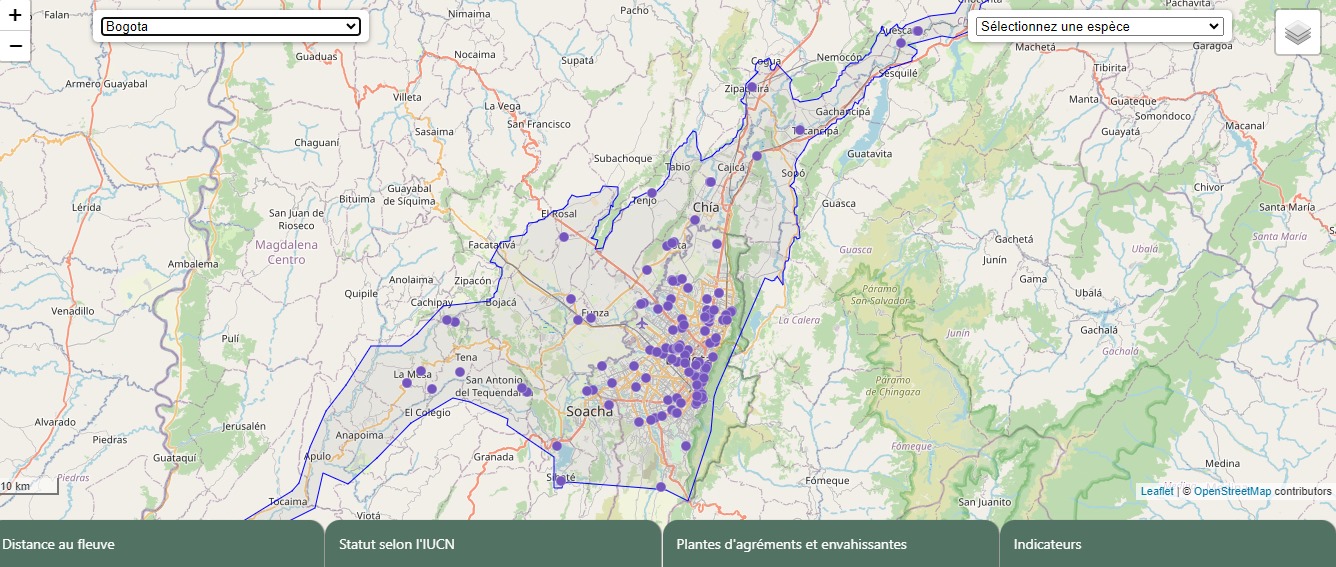 +
−
Bogota
Sélectionnez une espèce
Falan
Nimaima
Pacho
Pachavita
Guaduas
Nocaima
Supatá
Nemocón
Machetá
Garagoa
Armero Guayabal
Villeta
La Vega
San Francisco
Sasaima
Sesquilé
Tibirita
Manta
Guateque
Somondoco
Gachancipá
Tocancipá
Guayatá
Macanal
Chaguaní
Subachoque
Tabio
Cajicá
Sopó
Guatavita
Guayabal
de Síquima
Bituima
Tenjo
Chivor
Lérida
San Juan de
Rioseco
El Rosal
Chía
Guasca
Santa María
Magdalena
Centro
Facatativá
Guasca
Gachetá
Ubalá
Santa María
Ambalema
Anolaima
Zipacón
Junín
Quipile
Cachipay
Bojacá
Páramo
San Salvador
Gama
Ubalá
Venadillo
Funza
La Calera
Junín
Gachalá
Pulí
Tena
Gachalá
La Mesa
San Antonio
del Tequendama
Páramo
de Chingaza
El Colegio
Soacha
Alvarado
Jerusalén
Piedras
Anapoima
Fómeque
Guataquí
Apulo
Granada
Medina
Piedras
Sibaté
Fómeque
10 km
Tocaima
Viotá
San Juanito
Leaflet | © OpenStreetMap contributors
Distance au fleuve
Statut selon l'IUCN
Plantes d'agréments et envahissantes
Indicateurs